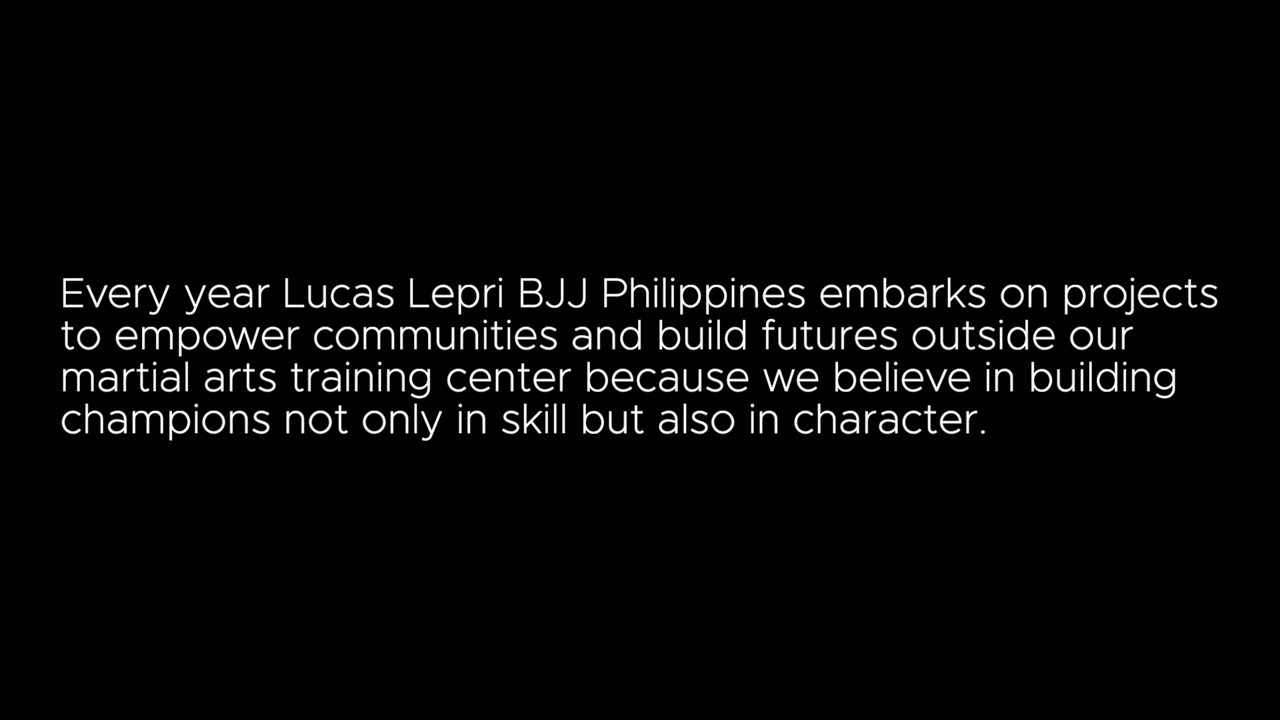 Every year Lucas Lepri BJJ Philippines embarks on projects
to empower communities and build futures outside our
martial arts training center because we believe in building
champions not only in skill but also in character.